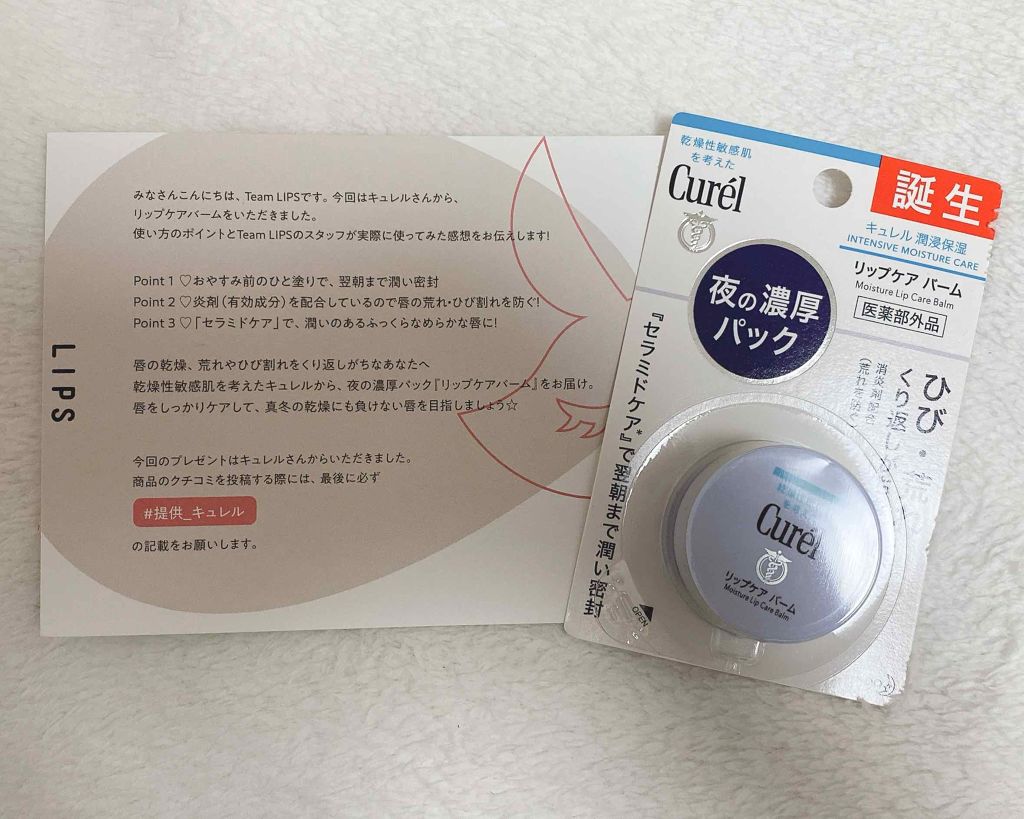 みなさんこんにちは、Team LIPSです。今回はキュレルさんから、
リップケアバームをいただきました。
使い方のポイントとTeam LIPSのスタッフが実際に使ってみた感想をお伝えします!
Point 1 ♡おやすみ前のひと塗りで、翌朝まで潤い密封
Point 2 ♡炎剤(有効成分)を配合しているので唇の荒れ・ひび割れを防ぐ!
Point 3 ♡「セラミドケア」で、潤いのあるふっくらなめらかな唇に!
唇の乾燥、荒れやひび割れをくり返しがちなあなたへ
乾燥性敏感肌を考えたキュレルから、夜の濃厚パック『リップケアバーム』をお届け。
唇をしっかりケアして、真冬の乾燥にも負けない唇を目指しましょう☆
今回のプレゼントはキュレルさんからいただきました。
商品のクチコミを投稿する際には、最後に必ず
#提供_キュレル
の記載をお願いします。
LIPS
乾燥性敏感肌
を考えた
Curél
誕生
キュレル 潤浸保湿
INTENSIVE MOISTURE CARE
リップケア バーム
Moisture Lip Care Balm
医薬部外品
夜の濃厚
パック
ひび・
くり返しが
消炎剤配合
(荒れを防ぐ)
『セラミドケア*』で翌朝まで潤い密封
Curél
リップケア バーム
Moisture Lip Care Balm
OPEN